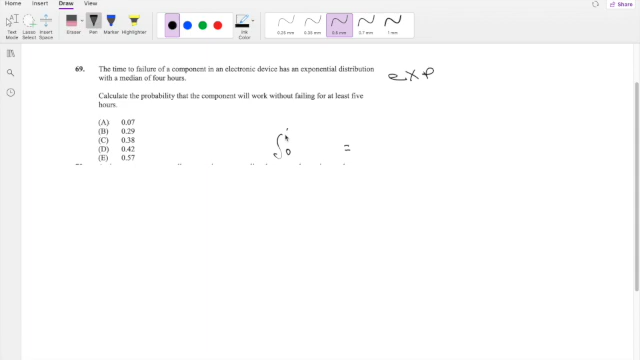 Home Insert Draw View
Share
Text Mode
Lasso Select
Insert Space
Eraser
Pen
Marker
Highlighter
Ink Color
0.25 mm
0.35 mm
0.5 mm
0.7 mm
1 mm
69. The time to failure of a component in an electronic device has an exponential distribution
with a median of four hours.
exp
Calculate the probability that the component will work without failing for at least five
hours.
(A) 0.07
(B) 0.29
(C) 0.38
(D) 0.42
(E) 0.57
∫ 0 =